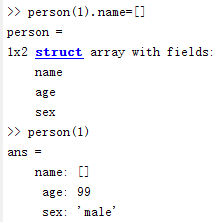 >> person(1).name=[]
person =
1x2 struct array with fields:
name
age
sex
>> person(1)
ans =
name: []
age: 99
sex: 'male'